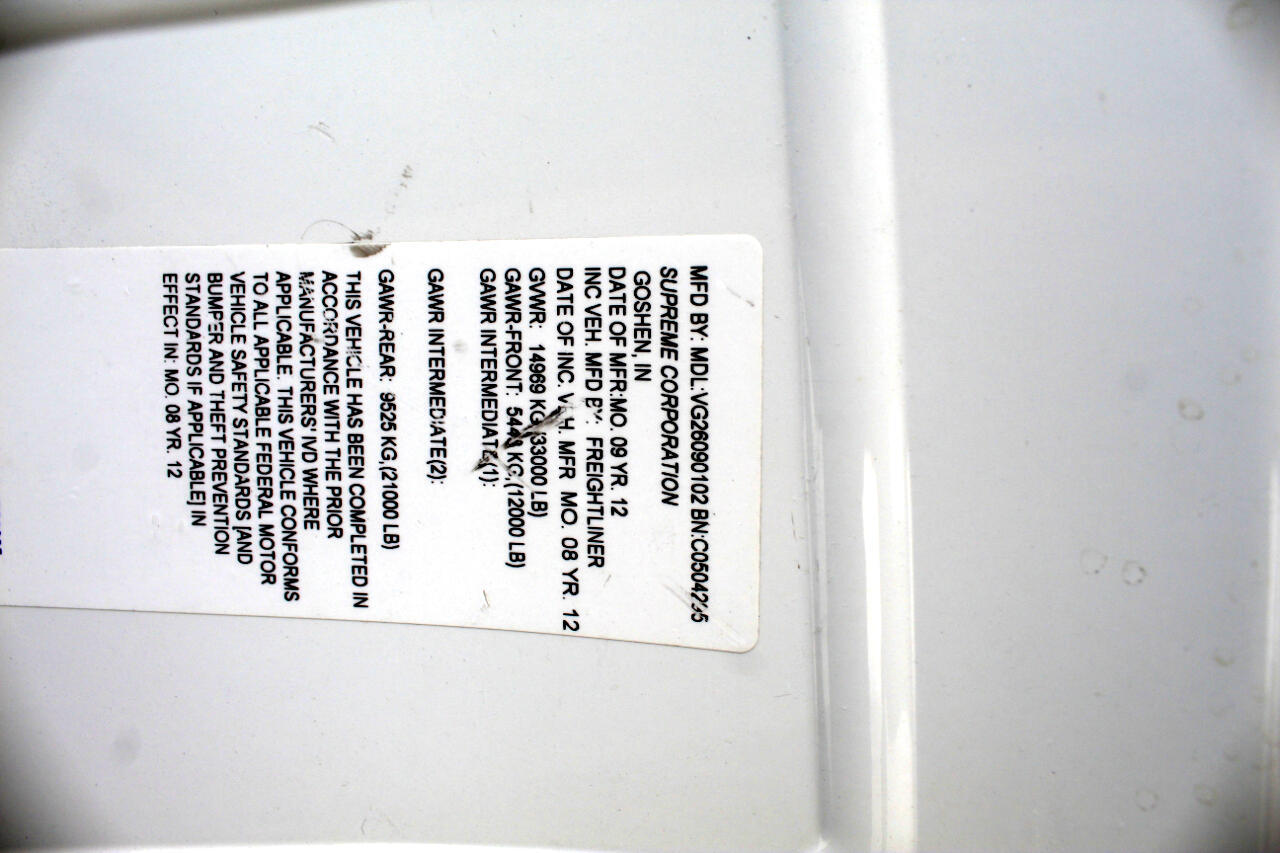 MFD BY: MDL:VG26090102 BN:
SUPREME CORPORATION
GOSHEN, IN
DATE OF MFR:MO. 09 YR. 12
INC VEH. MFD BY: FREIGHTLINER
DATE OF INC. VEH. MFR MO. 08 YR. 12
GVWR: 14969 KG,(33000 LB)
GAWR-FRONT: 5443 KG,(12000 LB)
GAWR INTERMEDIATE(1):
GAWR INTERMEDIATE(2):
GAWR-REAR: 9525 KG,(21000 LB)
THIS VEHICLE HAS BEEN COMPLETED IN
ACCORDANCE WITH THE PRIOR
MANUFACTURERS' IVD WHERE
APPLICABLE. THIS VEHICLE CONFORMS
TO ALL APPLICABLE FEDERAL MOTOR
VEHICLE SAFETY STANDARDS [AND
BUMPER AND THEFT PREVENTION
STANDARDS IF APPLICABLE] IN
EFFECT IN: MO. 08 YR. 12